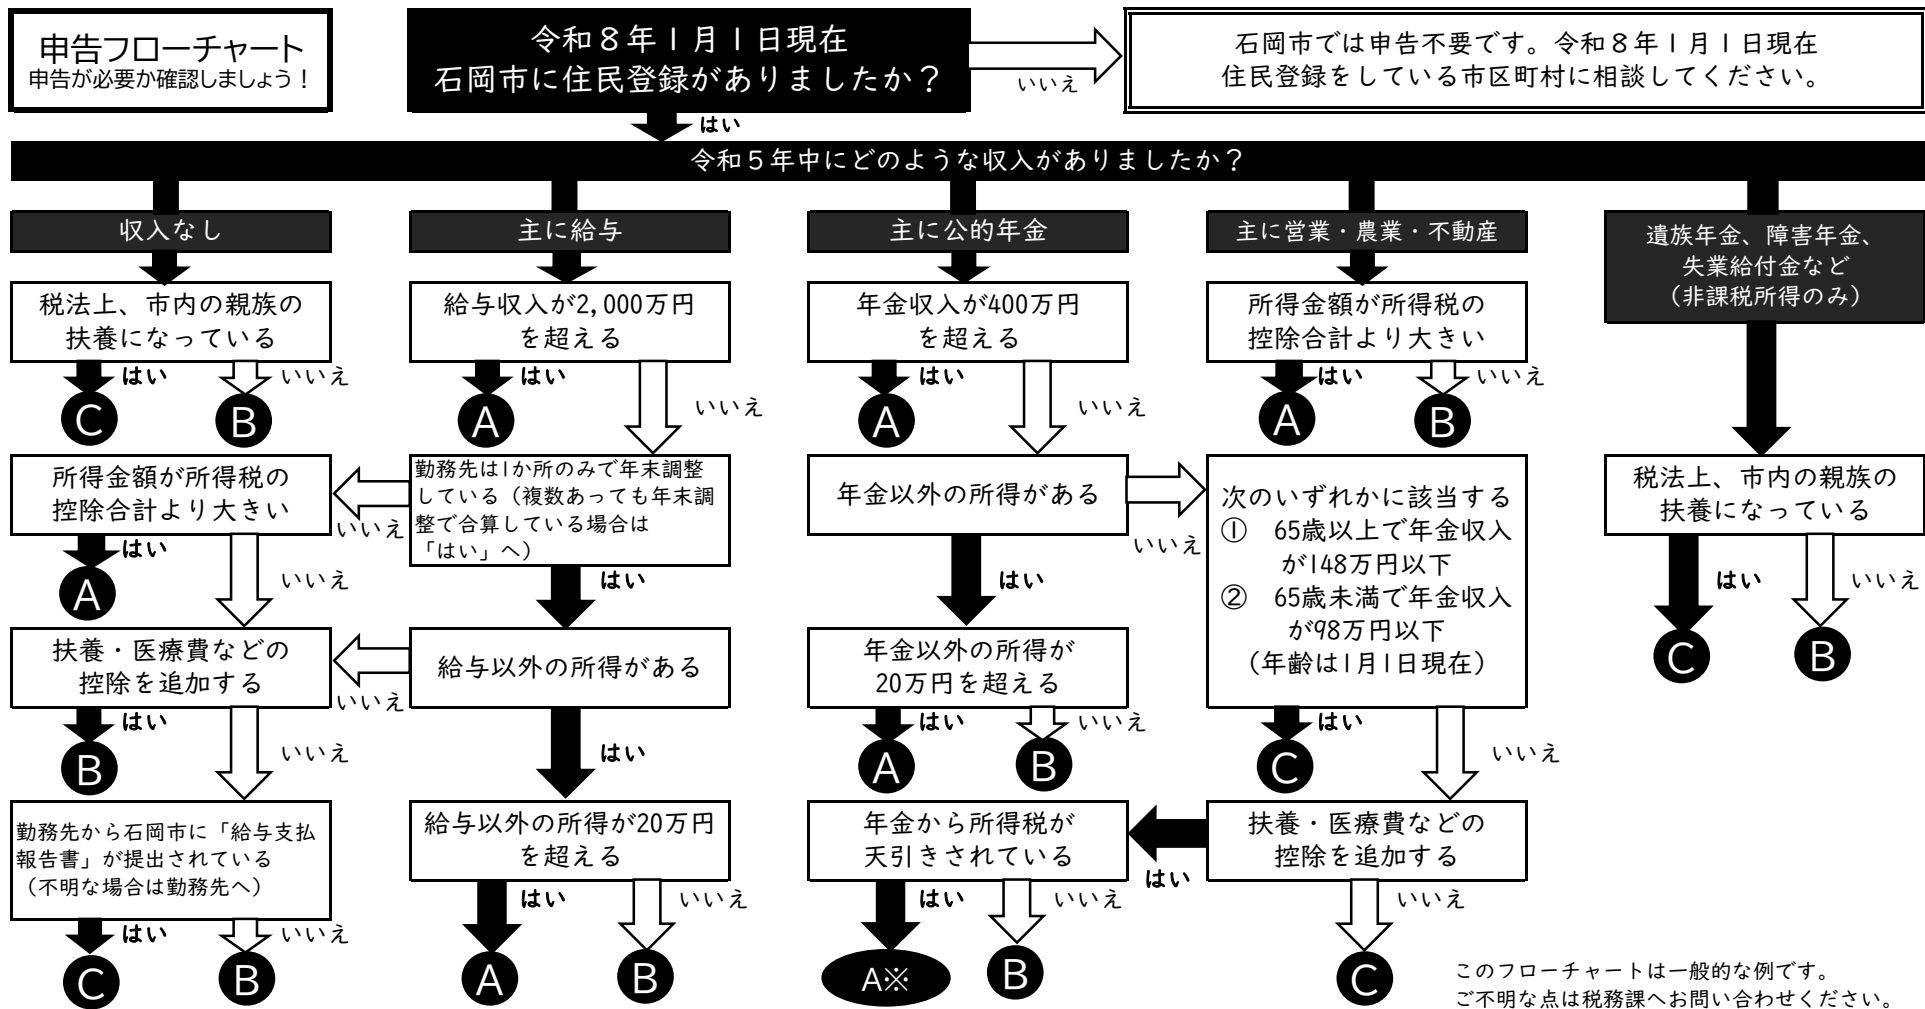 申告フローチャート
申告が必要か確認しましょう！
令和８年１月１日現在
石岡市に住民登録がありましたか？
いいえ
石岡市では申告不要です。令和８年１月１日現在
住民登録をしている市区町村に相談してください。
はい
令和５年中にどのような収入がありましたか？
収入なし
税法上、市内の親族の
扶養になっている
はい
いいえ
C
B
所得金額が所得税の
控除合計より大きい
はい
いいえ
A
扶養・医療費などの
控除を追加する
はい
いいえ
B
勤務先から石岡市に「給与支払
報告書」が提出されている
（不明な場合は勤務先へ）
はい
いいえ
C
B
主に給与
給与収入が2,000万円
を超える
はい
いいえ
A
勤務先は1か所のみで年末調整
している（複数あっても年末調
整で合算している場合は
「はい」へ）
いいえ
はい
給与以外の所得がある
いいえ
はい
給与以外の所得が20万円
を超える
はい
いいえ
A
B
主に公的年金
年金収入が400万円
を超える
はい
いいえ
A
年金以外の所得がある
いいえ
はい
年金以外の所得が
20万円を超える
はい
いいえ
A
B
年金から所得税が
天引きされている
はい
いいえ
A※
B
主に営業・農業・不動産
所得金額が所得税の
控除合計より大きい
はい
いいえ
A
B
次のいずれかに該当する
①　65歳以上で年金収入
が148万円以下
②　65歳未満で年金収入
が98万円以下
（年齢は1月1日現在）
はい
いいえ
C
扶養・医療費などの
控除を追加する
はい
いいえ
C
遺族年金、障害年金、
失業給付金など
（非課税所得のみ）
税法上、市内の親族の
扶養になっている
はい
いいえ
C
B
このフローチャートは一般的な例です。
ご不明な点は税務課へお問い合わせください。